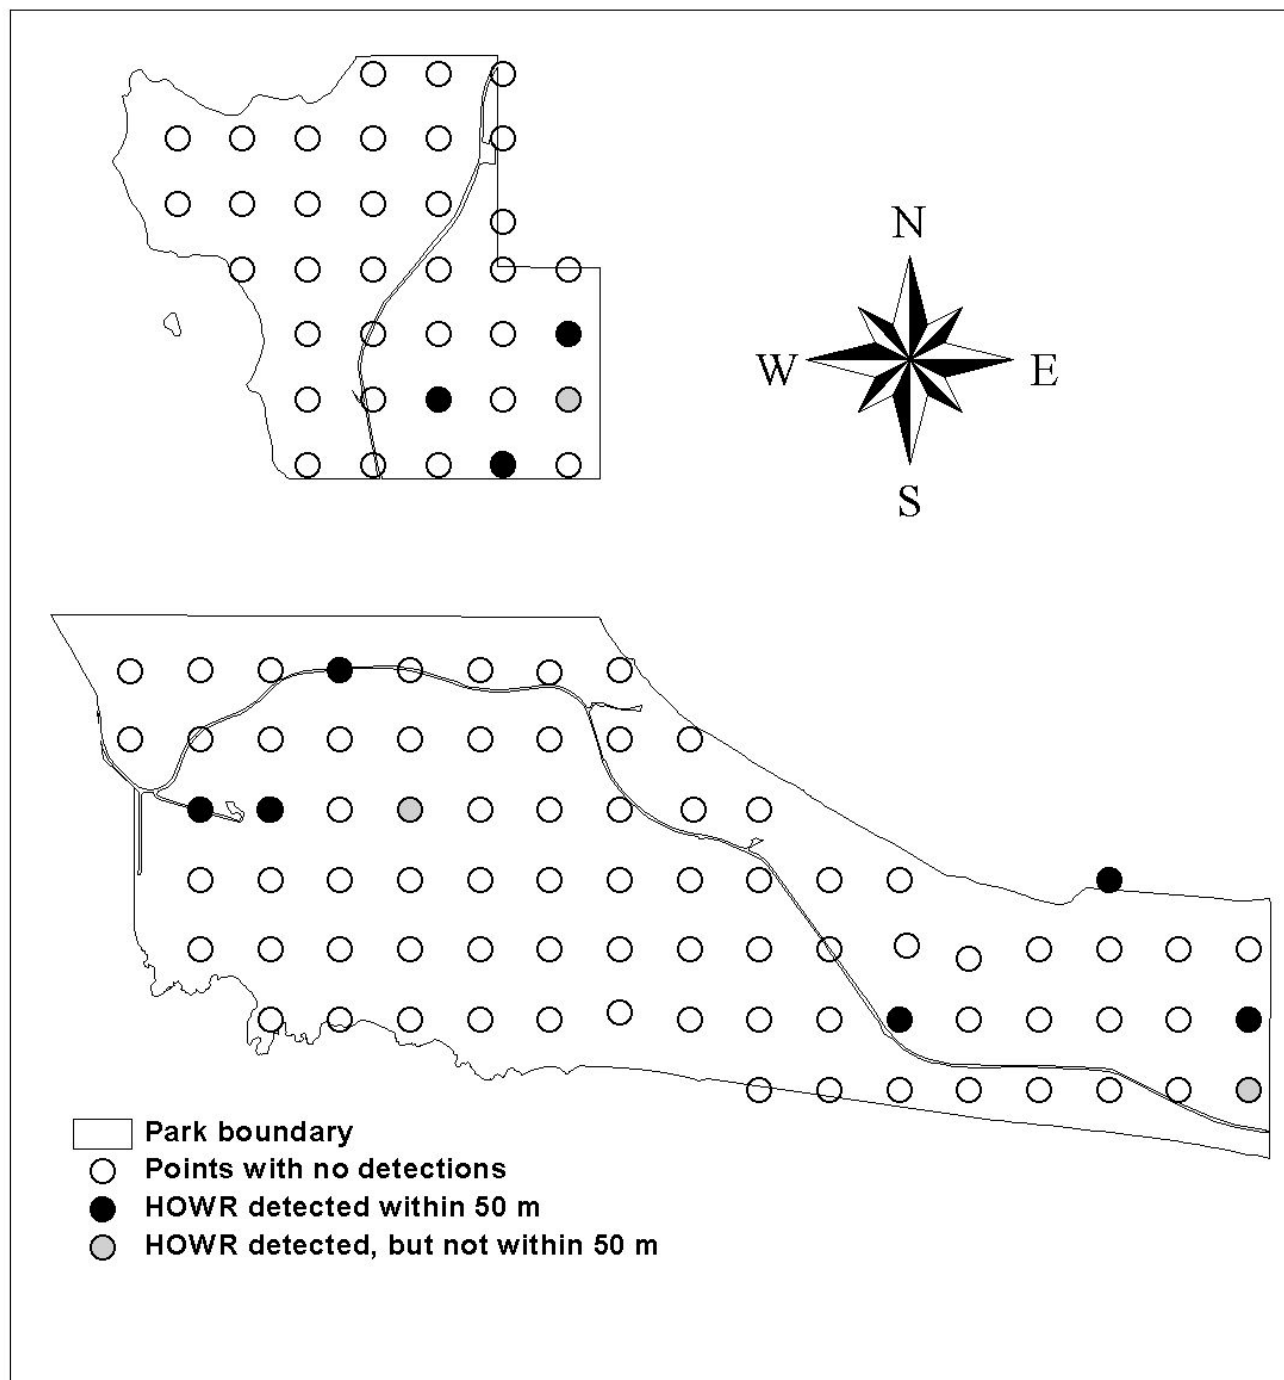 N
W E
S
Park boundary
Points with no detections
HOWR detected within 50 m
HOWR detected, but not within 50 m